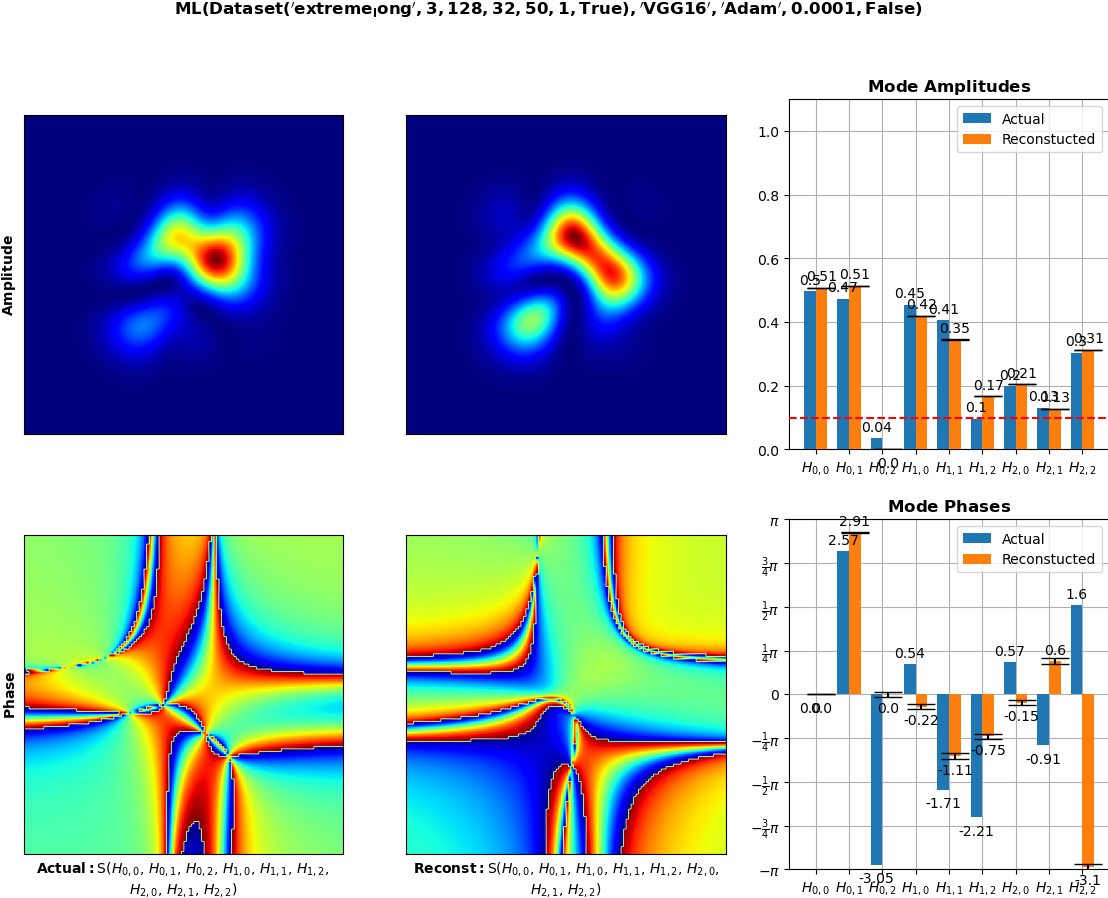 ML(Dataset('extreme_long', 3, 128, 32, 50, 1, True), 'VGG16', 'Adam', 0.0001, False)
Amplitude
Mode Amplitudes
Actual
Reconstucted
1.0
0.8
0.6
0.4
0.2
0.0
0.5
0.51
0.47
0.51
0.04
0.0
0.45
0.42
0.41
0.35
0.1
0.17
0.2
0.21
0.13
0.13
0.3
0.31
H0,0 H0,1 H0,2 H1,0 H1,1 H1,2 H2,0 H2,1 H2,2
Phase
Actual: S(H0,0, H0,1, H0,2, H1,0, H1,1, H1,2,
H2,0, H2,1, H2,2)
Reconst: S(H0,0, H0,1, H1,0, H1,1, H1,2, H2,0,
H2,1, H2,2)
Mode Phases
Actual
Reconstucted
π
3/4π
1/2π
1/4π
0
−1/4π
−1/2π
−3/4π
−π
0.0
0.0
2.57
2.91
-3.05
0.0
0.54
-0.22
-1.71
-1.11
-2.21
-0.75
0.57
-0.15
-0.91
0.6
1.6
-3.1
H0,0 H0,1 H0,2 H1,0 H1,1 H1,2 H2,0 H2,1 H2,2